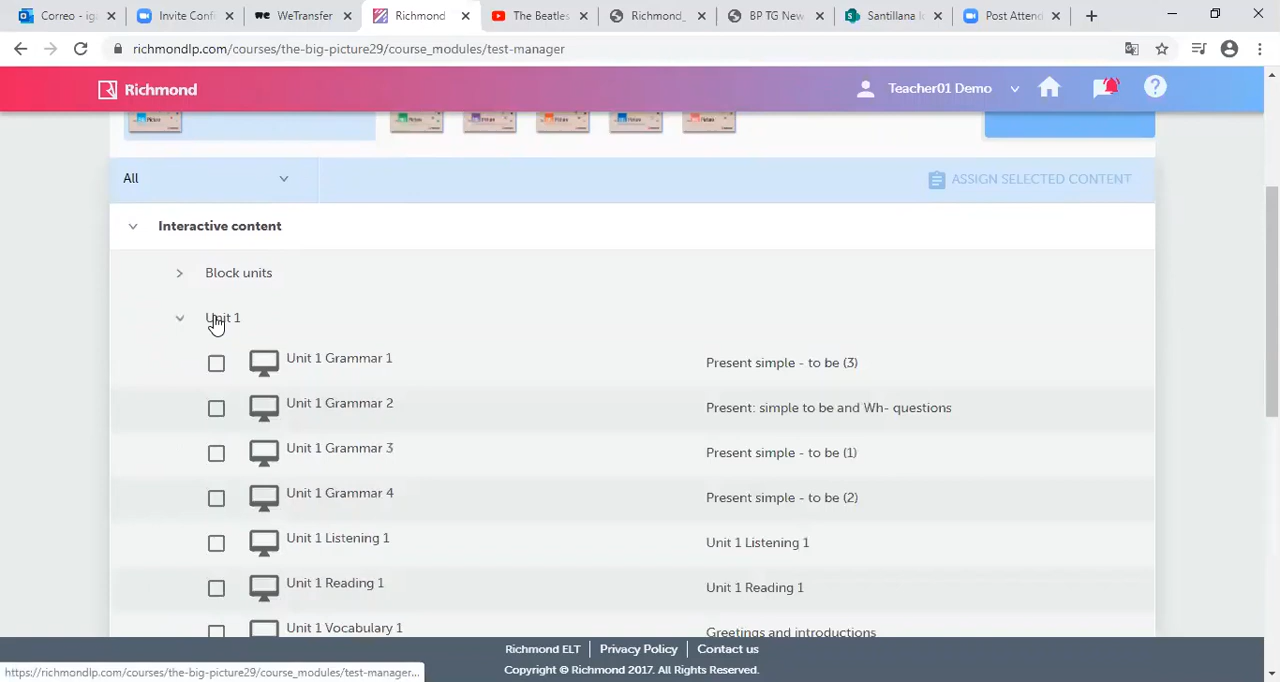 Correo - ig
Invite Confi
WeTransfer
Richmond
The Beatles
Richmond_
BP TG New
Santillana Iu
Post Attend
richmondlp.com/courses/the-big-picture29/course_modules/test-manager
Richmond
Teacher01 Demo
All
ASSIGN SELECTED CONTENT
Interactive content
Block units
Unit 1
Unit 1 Grammar 1
Present simple - to be (3)
Unit 1 Grammar 2
Present: simple to be and Wh- questions
Unit 1 Grammar 3
Present simple - to be (1)
Unit 1 Grammar 4
Present simple - to be (2)
Unit 1 Listening 1
Unit 1 Listening 1
Unit 1 Reading 1
Unit 1 Reading 1
Unit 1 Vocabulary 1
Greetings and introductions
Richmond ELT
Privacy Policy
Contact us
Copyright © Richmond 2017. All Rights Reserved.
https://richmondlp.com/courses/the-big-picture29/course_modules/test-manager...